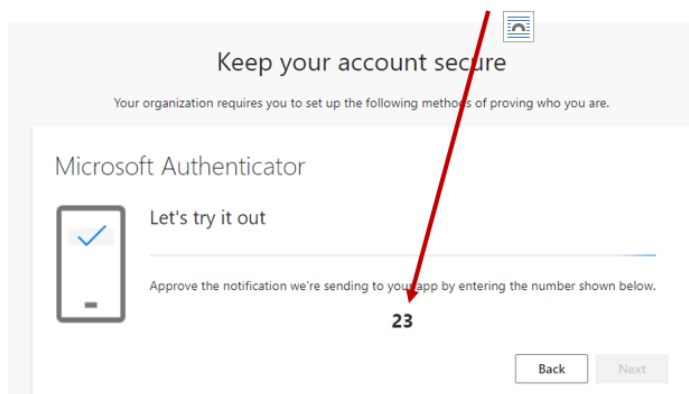 Keep your account secure
Your organization requires you to set up the following methods of proving who you are.
Microsoft Authenticator
Let's try it out
Approve the notification we're sending to your app by entering the number shown below.
23
Back
Next